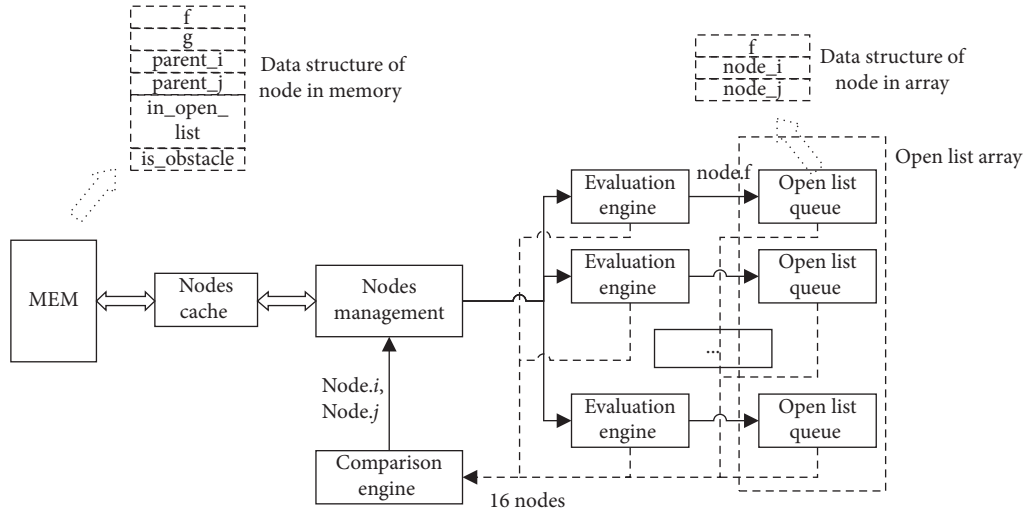 f
g
parent_i
parent_j
in_open_
list
is_obstacle
Data structure of
node in memory
f
node_i
node_j
Data structure of
node in array
Open list array
node.f
Evaluation
engine
Open list
queue
MEM
Nodes
cache
Nodes
management
Evaluation
engine
Open list
queue
...
Node.i,
Node.j
Evaluation
engine
Open list
queue
Comparison
engine
16 nodes